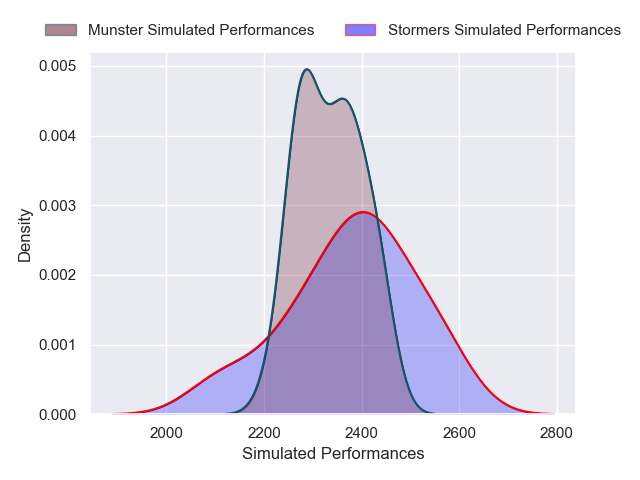 Munster Simulated Performances Stormers Simulated Performances
0.005
0.004
0.003
0.002
0.001
0.000
Density
2000 2200 2400 2600 2800
Simulated Performances